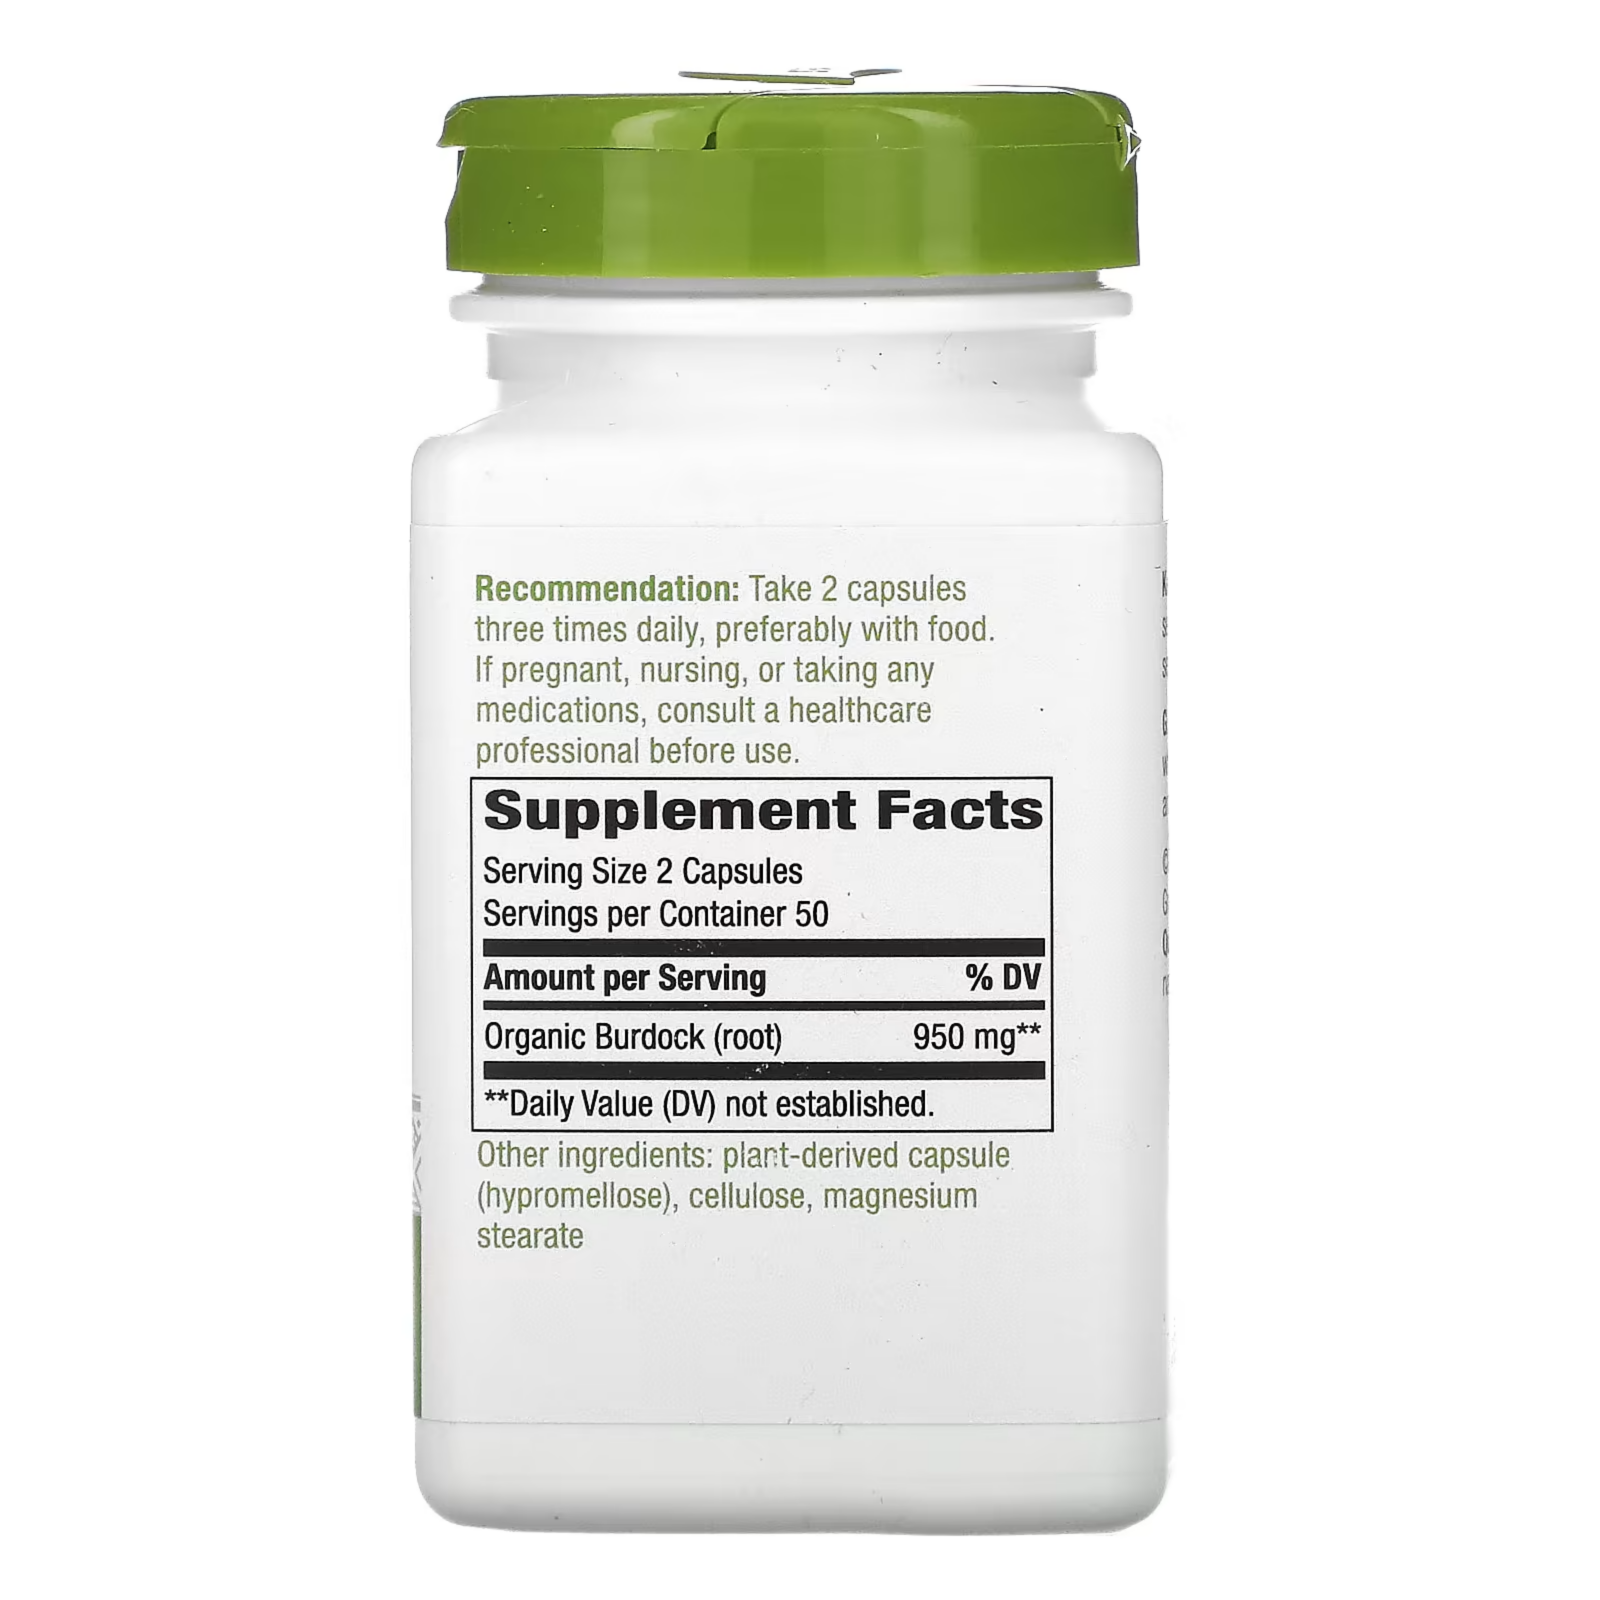 Recommendation: Take 2 capsules
three times daily, preferably with food.
If pregnant, nursing, or taking any
medications, consult a healthcare
professional before use.
Supplement Facts
Serving Size 2 Capsules
Servings per Container 50
Amount per Serving % DV
Organic Burdock (root) 950 mg**
**Daily Value (DV) not established.
Other ingredients: plant-derived capsule
(hypromellose), cellulose, magnesium
stearate